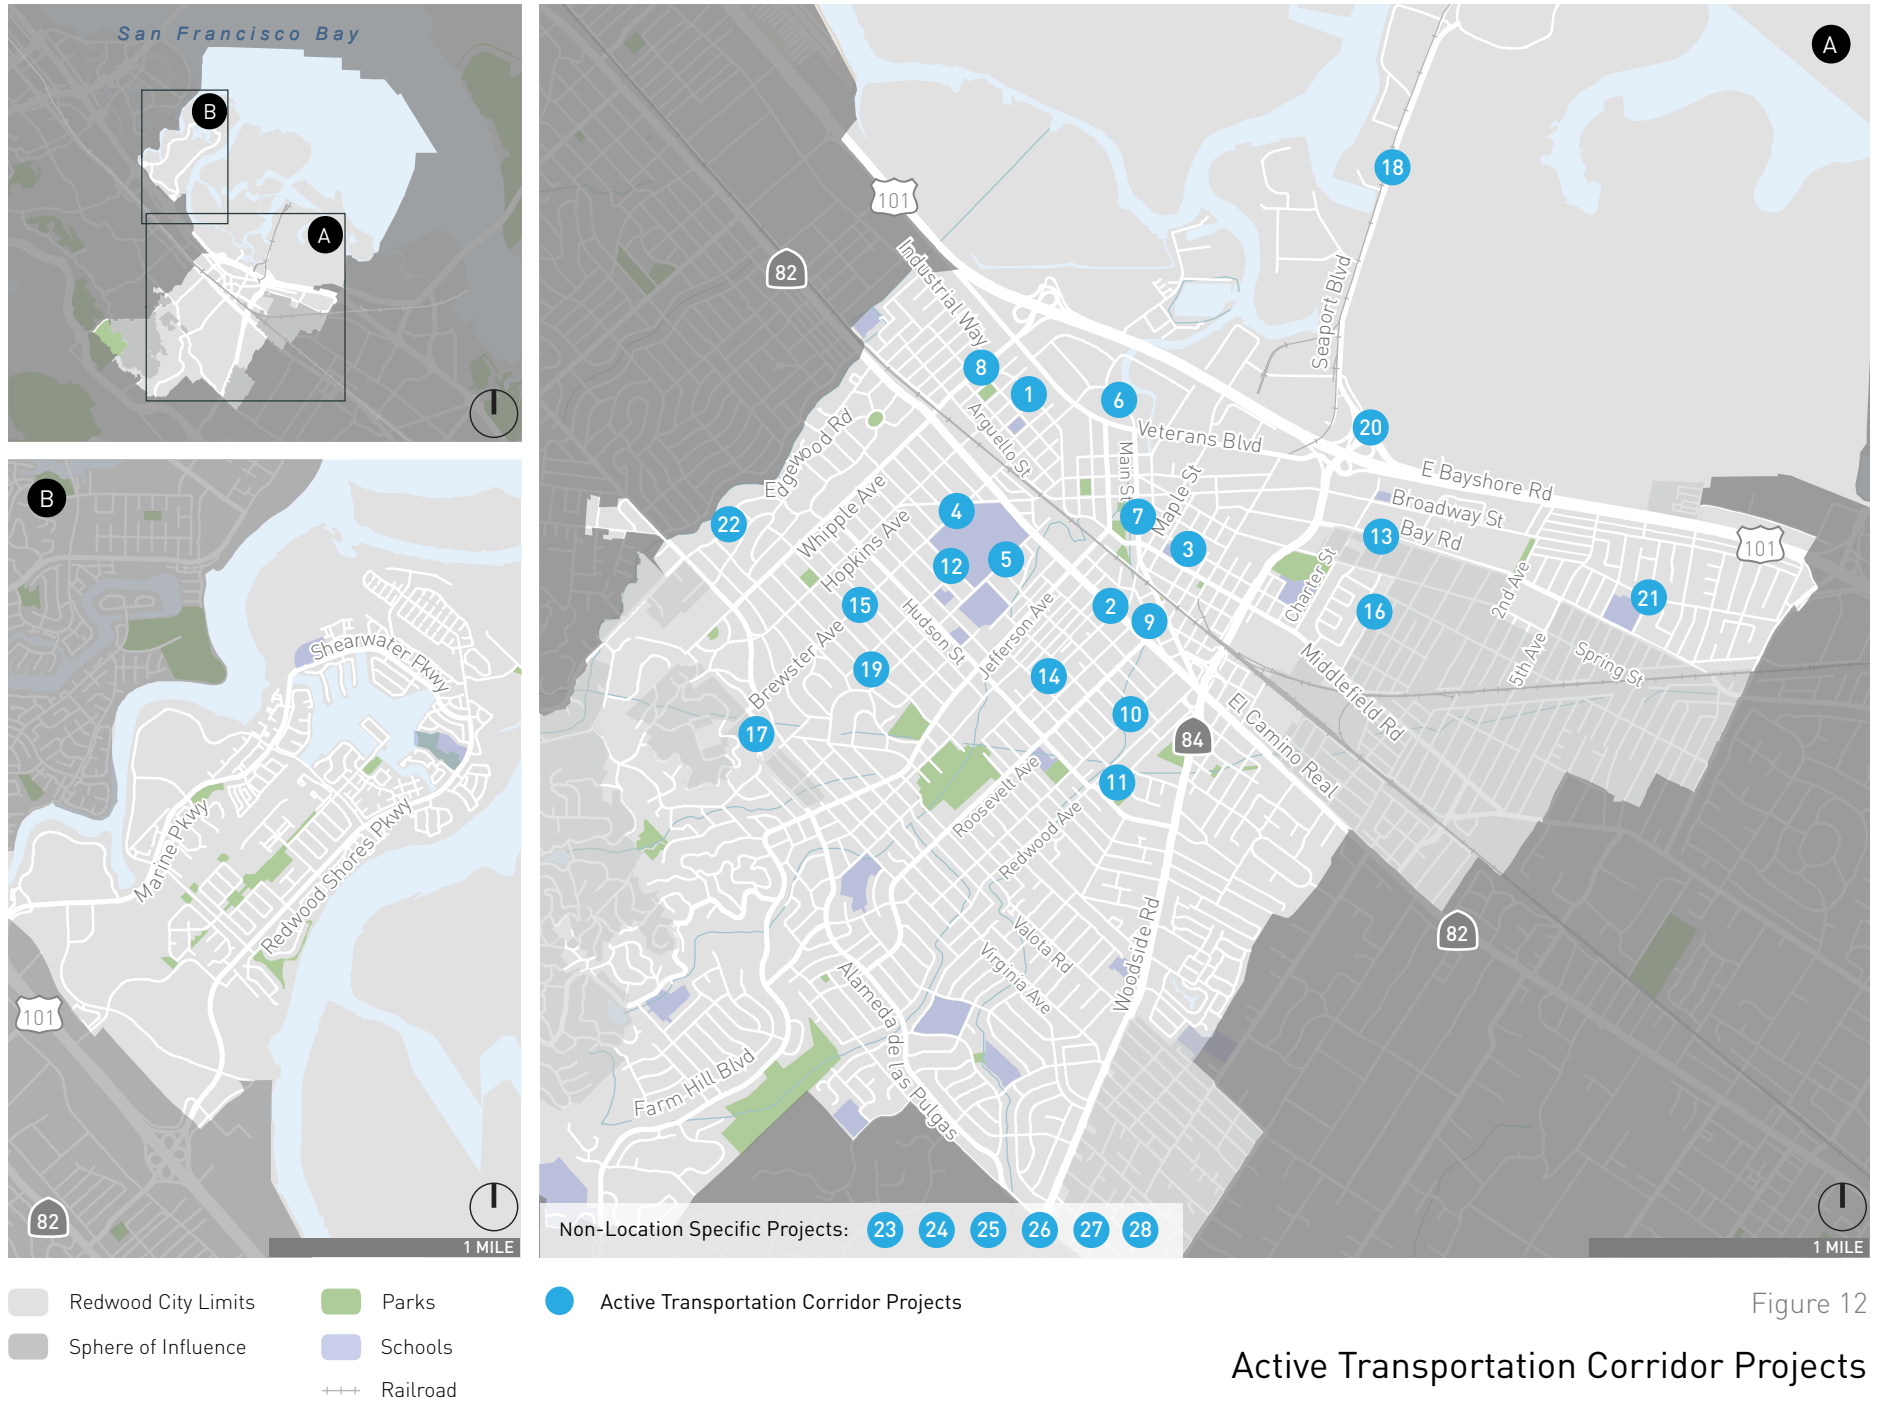 San Francisco Bay
B
A
B
Shearwater Pkwy
Marine Pkwy
Redwood Shores Pkwy
101
82
1 MILE
A
18
101
82
Industrial Way
Seaport Blvd
8
1
6
20
Edgewood Rd
Arguello St
Veterans Blvd
Main St
Maple St
E Bayshore Rd
Broadway St
Bay Rd
101
22
Whipple Ave
Hopkins Ave
4
7
3
13
12
5
15
Hudson St
Jefferson Ave
2
9
Charter St
16
2nd Ave
21
Brewster Ave
19
14
Middlefield Rd
5th Ave
Spring St
17
10
84
El Camino Real
11
Roosevelt Ave
Redwood Ave
82
Valota Rd
Virginia Ave
Woodside Rd
Alameda de las Pulgas
Farm Hill Blvd
Non-Location Specific Projects: 23 24 25 26 27 28
1 MILE
Redwood City Limits
Sphere of Influence
Parks
Schools
Railroad
Active Transportation Corridor Projects
Figure 12
Active Transportation Corridor Projects